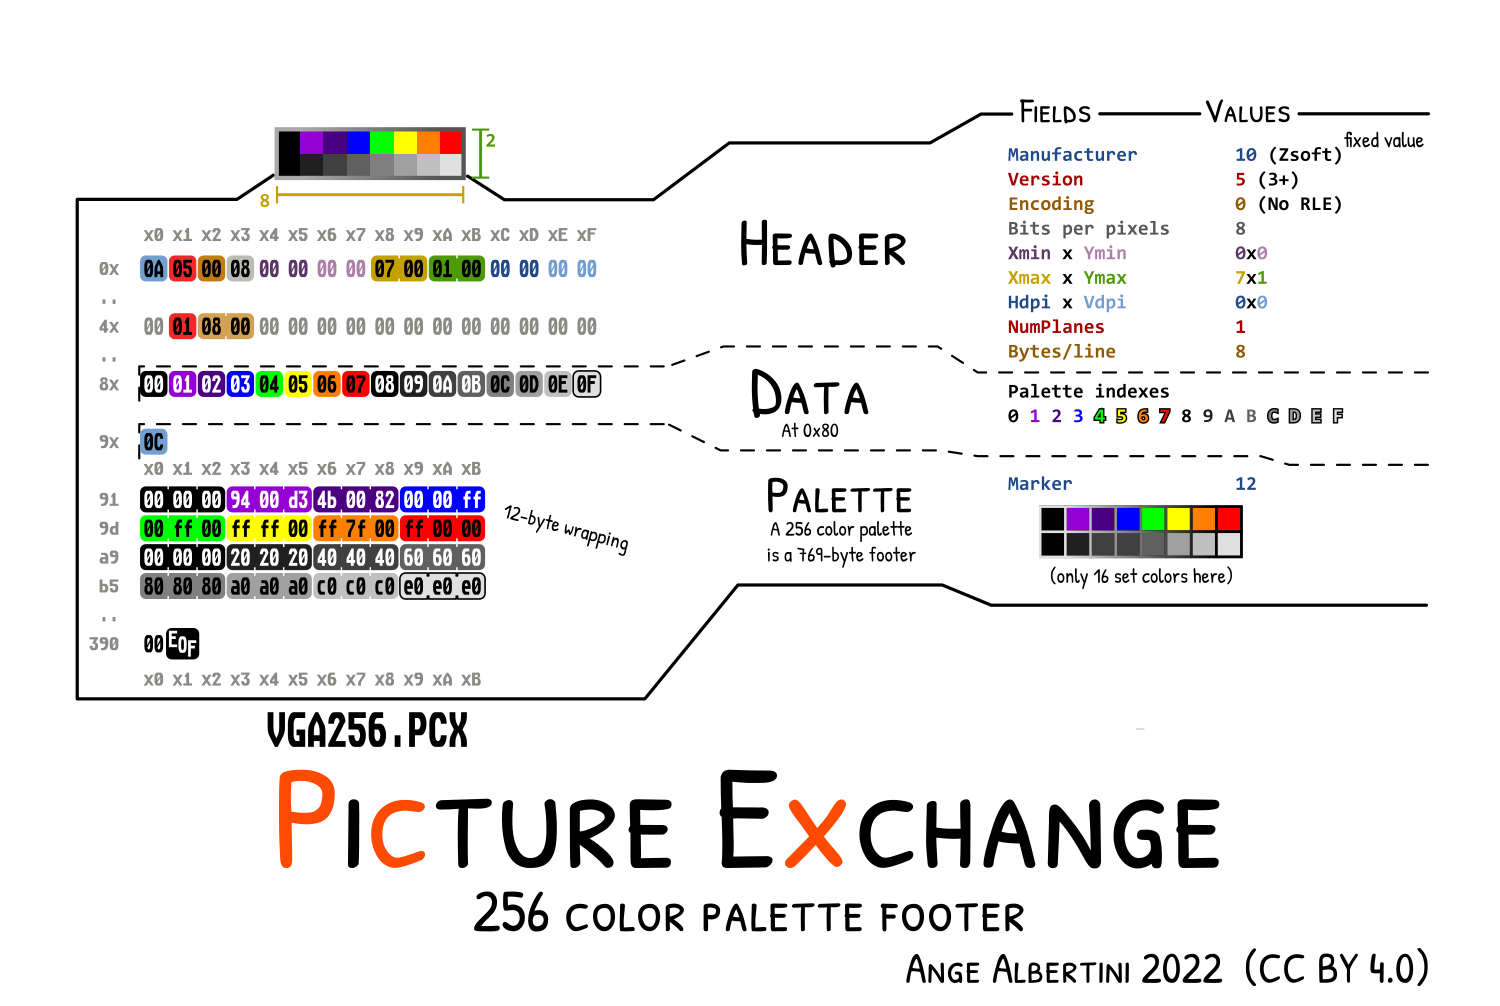 2
8
x0 x1 x2 x3 x4 x5 x6 x7 x8 x9 xA xB xC xD xE xF
0x 0A 05 00 08 00 00 00 00 07 00 01 00 00 00 00 00
..
4x 00 01 08 00 00 00 00 00 00 00 00 00 00 00 00 00
..
8x 00 01 02 03 04 05 06 07 08 09 0A 0B 0C 0D 0E 0F
9x 0C
x0 x1 x2 x3 x4 x5 x6 x7 x8 x9 xA xB
91 00 00 00 94 00 d3 4b 00 82 00 00 ff
9d 00 ff 00 ff ff 00 ff 7f 00 ff 00 00
a9 00 00 00 20 20 20 40 40 40 60 60 60
b5 80 80 80 a0 a0 a0 c0 c0 c0 e0 e0 e0
..
390 00 EOF
x0 x1 x2 x3 x4 x5 x6 x7 x8 x9 xA xB
12-byte wrapping
VGA256.PCX
HEADER
FIELDS VALUES
fixed value
Manufacturer 10 (Zsoft)
Version 5 (3+)
Encoding 0 (No RLE)
Bits per pixels 8
Xmin x Ymin 0x0
Xmax x Ymax 7x1
Hdpi x Vdpi 0x0
NumPlanes 1
Bytes/line 8
DATA
At 0x80
Palette indexes
0 1 2 3 4 5 6 7 8 9 A B C D E F
PALETTE
A 256 color palette
is a 769-byte footer
Marker 12
(only 16 set colors here)
PICTURE EXCHANGE
256 COLOR PALETTE FOOTER
ANGE ALBERTINI 2022 (CC BY 4.0)